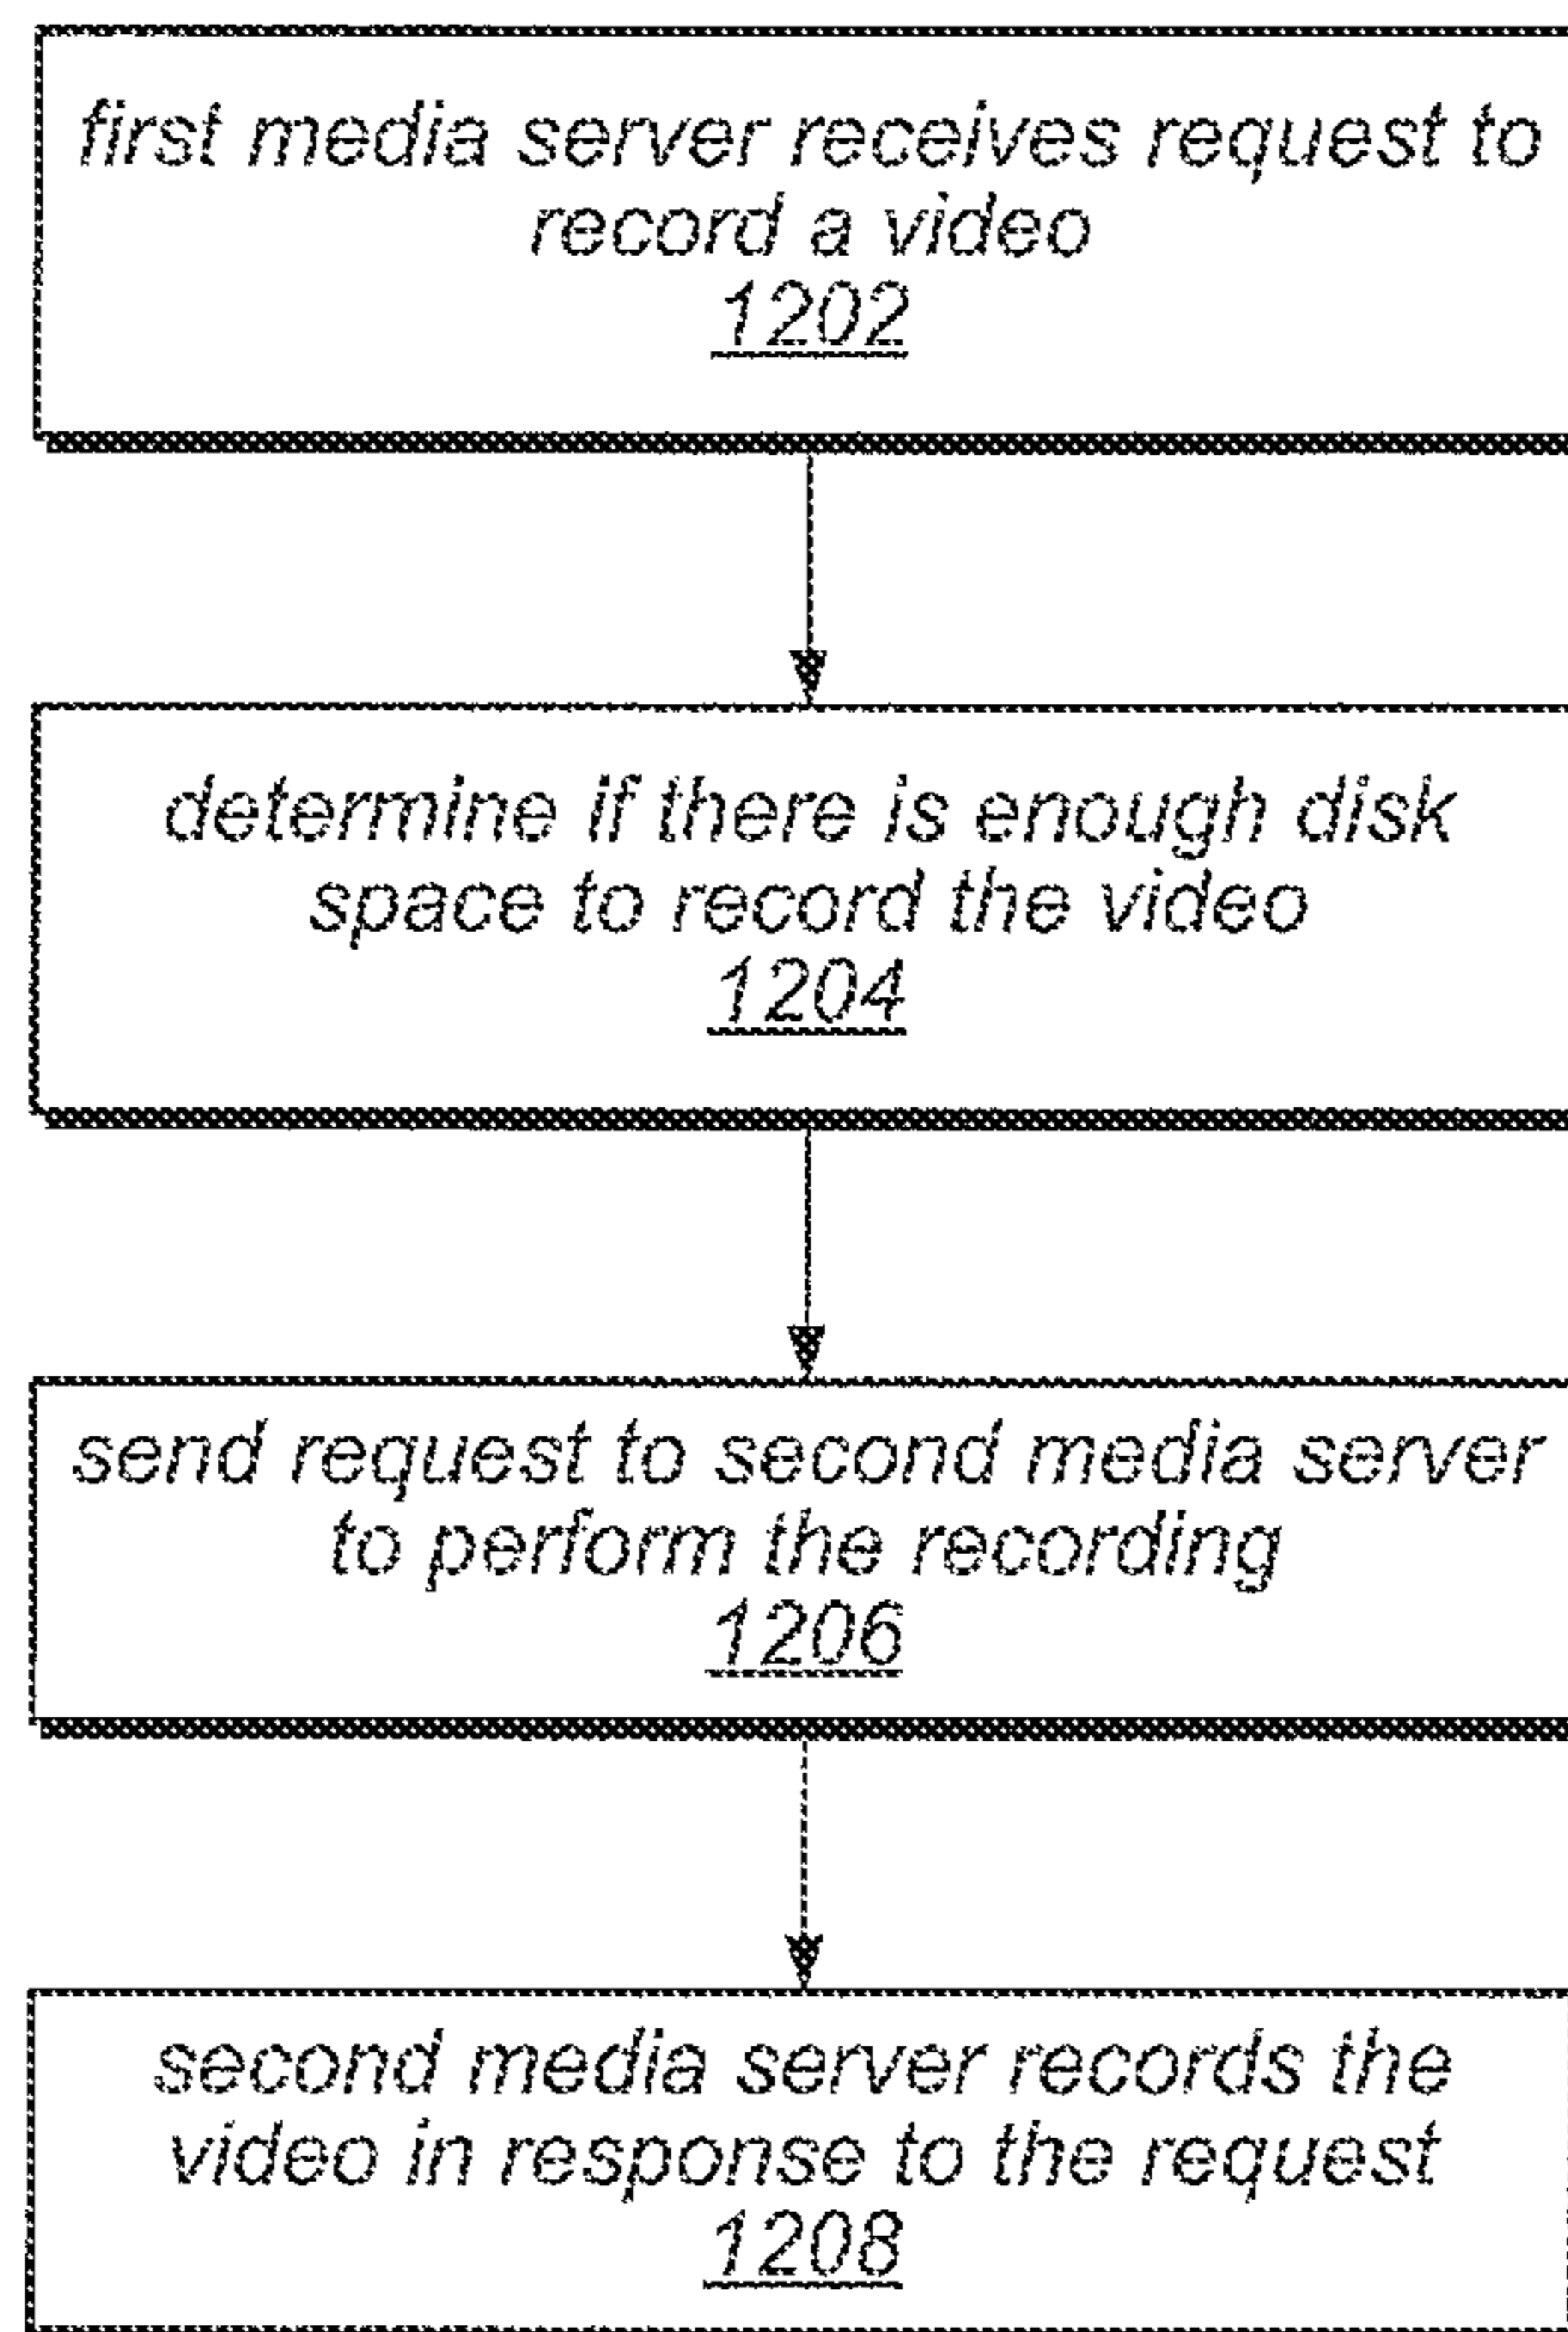 first media server receives request to
record a video
1202
determine if there is enough disk
space to record the video
1204
send request to second media server
to perform the recording
1206
second media server records the
video in response to the request
1208